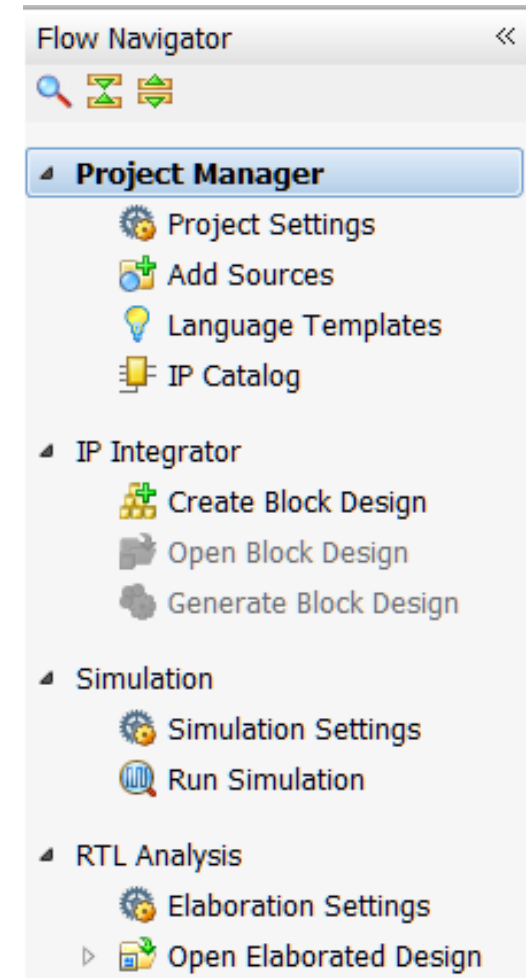 Flow Navigator
Project Manager
Project Settings
Add Sources
Language Templates
IP Catalog
IP Integrator
Create Block Design
Open Block Design
Generate Block Design
Simulation
Simulation Settings
Run Simulation
RTL Analysis
Elaboration Settings
Open Elaborated Design